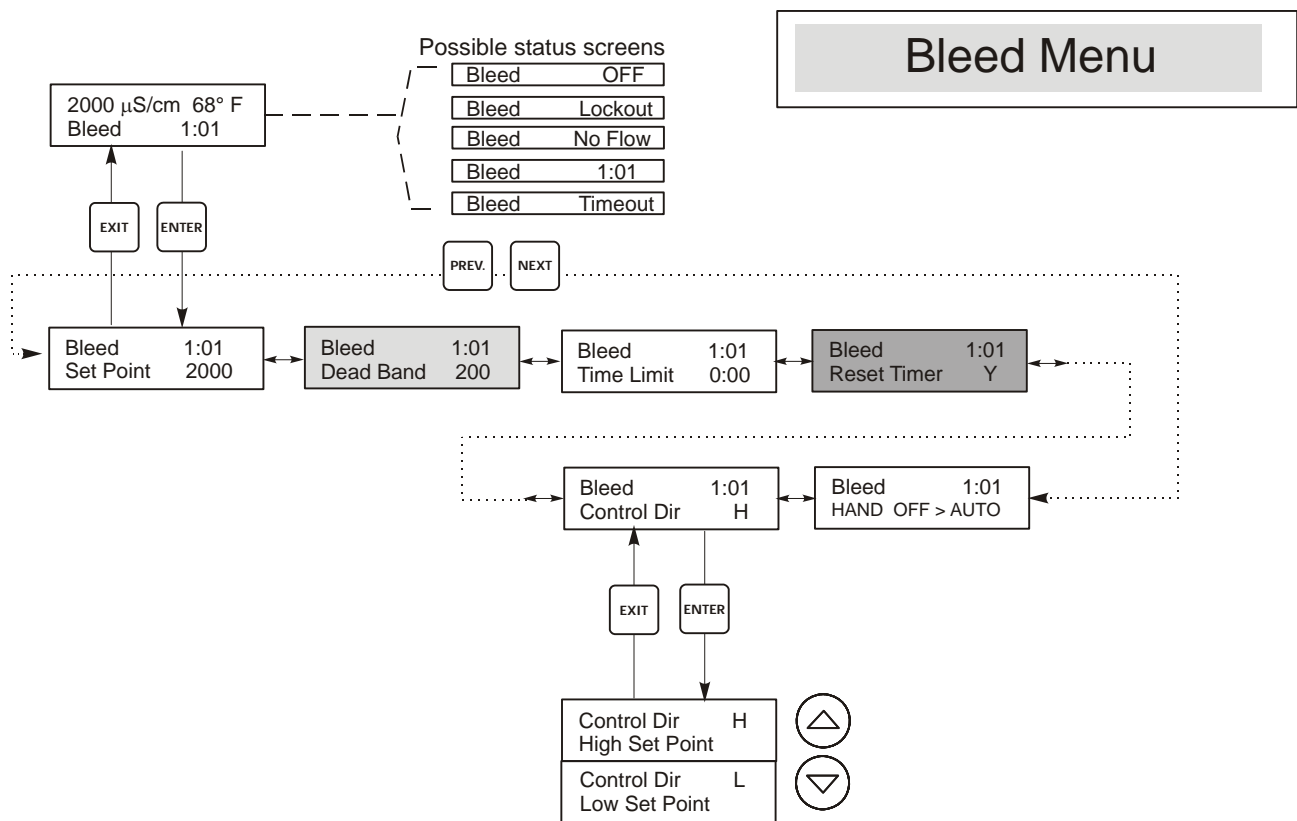 Bleed Menu
Possible status screens
Bleed OFF
Bleed Lockout
Bleed No Flow
Bleed 1:01
Bleed Timeout
2000 µS/cm 68° F
Bleed 1:01
EXIT
ENTER
PREV.
NEXT
Bleed 1:01
Set Point 2000
Bleed 1:01
Dead Band 200
Bleed 1:01
Time Limit 0:00
Bleed 1:01
Reset Timer Y
Bleed 1:01
Control Dir H
Bleed 1:01
HAND OFF > AUTO
EXIT
ENTER
Control Dir H
High Set Point
Control Dir L
Low Set Point